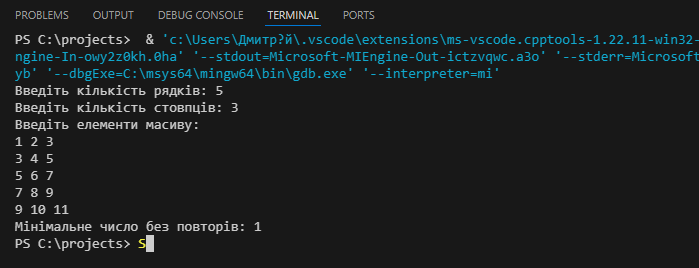 PROBLEMS OUTPUT DEBUG CONSOLE TERMINAL PORTS
PS C:\projects>  & 'c:\Users\Дмитр?й\.vscode\extensions\ms-vscode.cpptools-1.22.11-win32-
ngine-In-owy2z0kh.0ha' '--stdout=Microsoft-MIEngine-Out-ictzvqwc.a3o' '--stderr=Microsoft
yb' '--dbgExe=C:\msys64\mingw64\bin\gdb.exe' '--interpreter=mi'
Введіть кількість рядків: 5
Введіть кількість стовпців: 3
Введіть елементи масиву:
1 2 3
3 4 5
5 6 7
7 8 9
9 10 11
Мінімальне число без повторів: 1
PS C:\projects> S